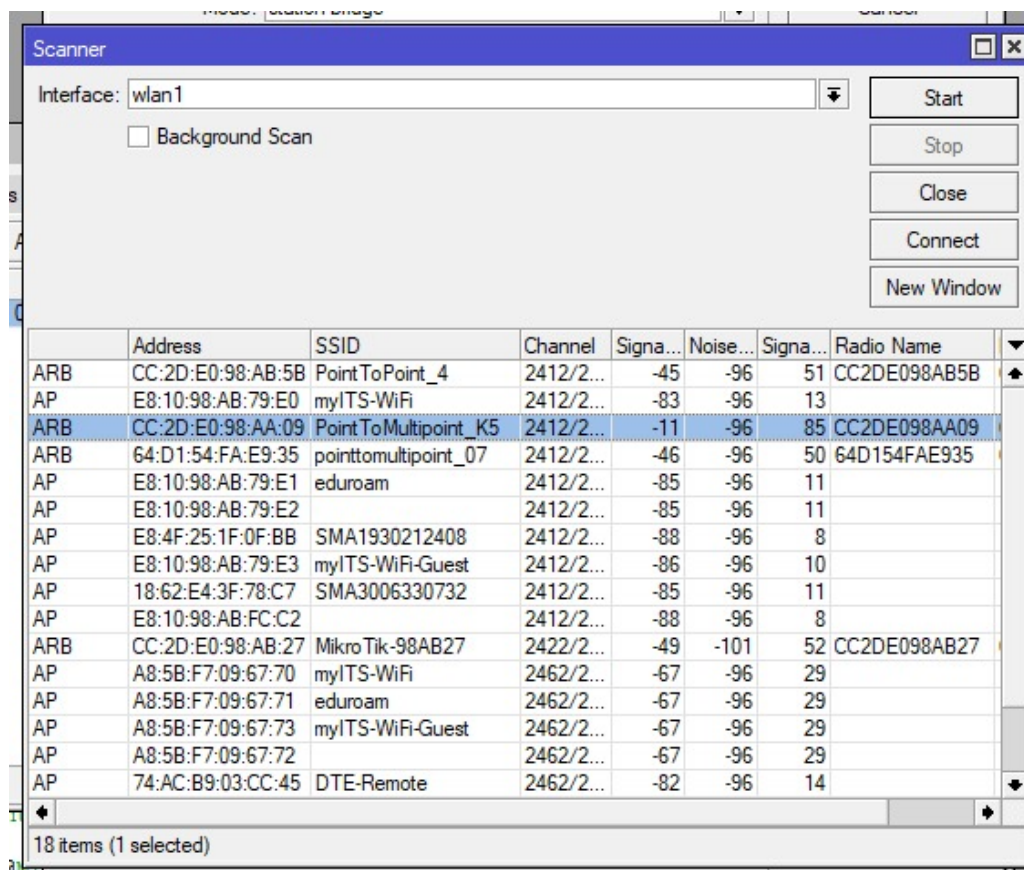 Mode: station bridge Cancel
Scanner
Interface: wlan1
Start
Background Scan
Stop
Close
Connect
New Window
Address SSID Channel Signa... Noise... Signa... Radio Name
ARB CC:2D:E0:98:AB:5B PointToPoint_4 2412/2... -45 -96 51 CC2DE098AB5B
AP E8:10:98:AB:79:E0 myITS-WiFi 2412/2... -83 -96 13
ARB CC:2D:E0:98:AA:09 PointToMultipoint_K5 2412/2... -11 -96 85 CC2DE098AA09
ARB 64:D1:54:FA:E9:35 pointtomultipoint_07 2412/2... -46 -96 50 64D154FAE935
AP E8:10:98:AB:79:E1 eduroam 2412/2... -85 -96 11
AP E8:10:98:AB:79:E2 2412/2... -85 -96 11
AP E8:4F:25:1F:0F:BB SMA1930212408 2412/2... -88 -96 8
AP E8:10:98:AB:79:E3 myITS-WiFi-Guest 2412/2... -86 -96 10
AP 18:62:E4:3F:78:C7 SMA3006330732 2412/2... -85 -96 11
AP E8:10:98:AB:FC:C2 2412/2... -88 -96 8
ARB CC:2D:E0:98:AB:27 MikroTik-98AB27 2422/2... -49 -101 52 CC2DE098AB27
AP A8:5B:F7:09:67:70 myITS-WiFi 2462/2... -67 -96 29
AP A8:5B:F7:09:67:71 eduroam 2462/2... -67 -96 29
AP A8:5B:F7:09:67:73 myITS-WiFi-Guest 2462/2... -67 -96 29
AP A8:5B:F7:09:67:72 2462/2... -67 -96 29
AP 74:AC:B9:03:CC:45 DTE-Remote 2462/2... -82 -96 14
18 items (1 selected)